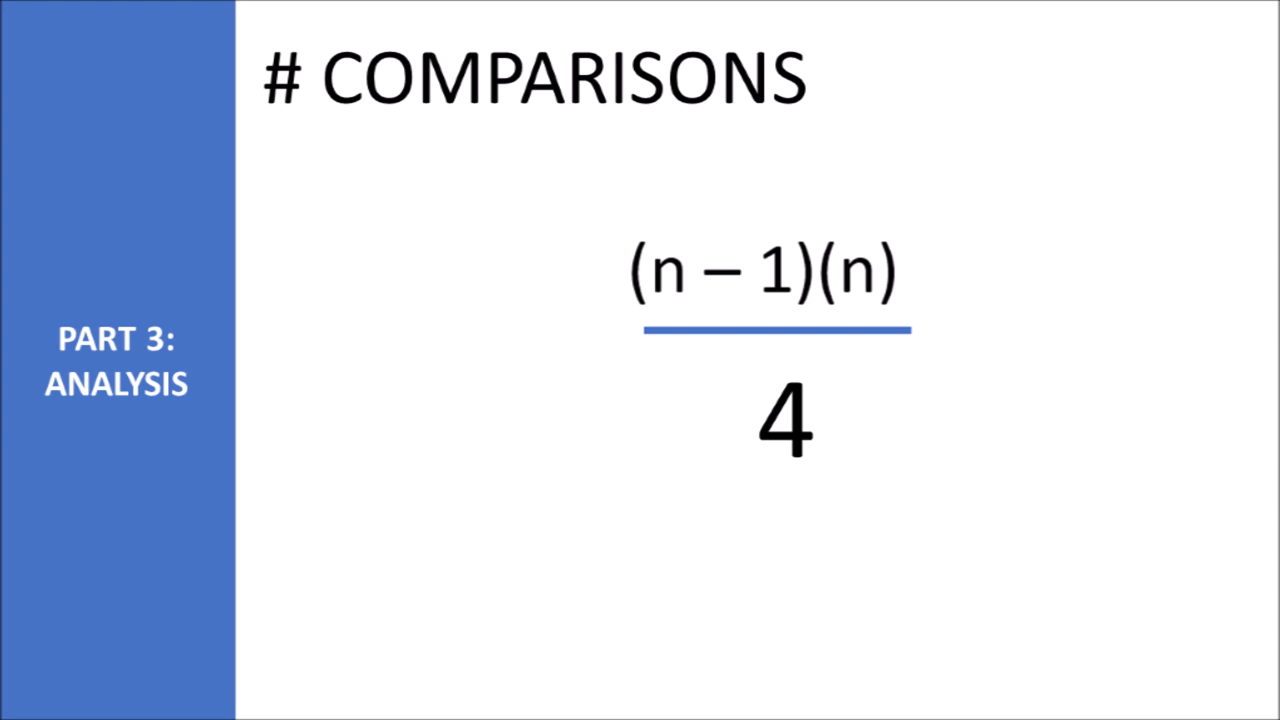 # COMPARISONS
(n – 1)(n)
4
PART 3:
ANALYSIS